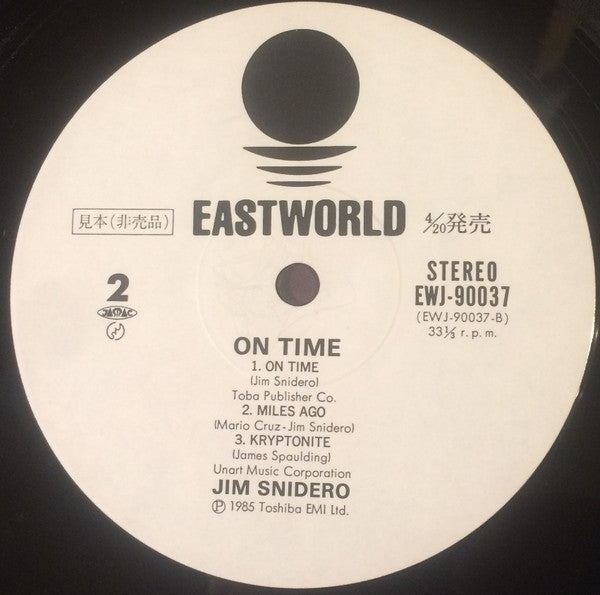 見本(非売品)
EASTWORLD
4/20発売
2
JASRAC
STEREO
EWJ-90037
(EWJ-90037-B)
33⅓ r.p.m.
ON TIME
1. ON TIME
(Jim Snidero)
Toba Publisher Co.
2. MILES AGO
(Mario Cruz-Jim Snidero)
3. KRYPTONITE
(James Spaulding)
Unart Music Corporation
JIM SNIDERO
Ⓟ 1985 Toshiba EMI Ltd.